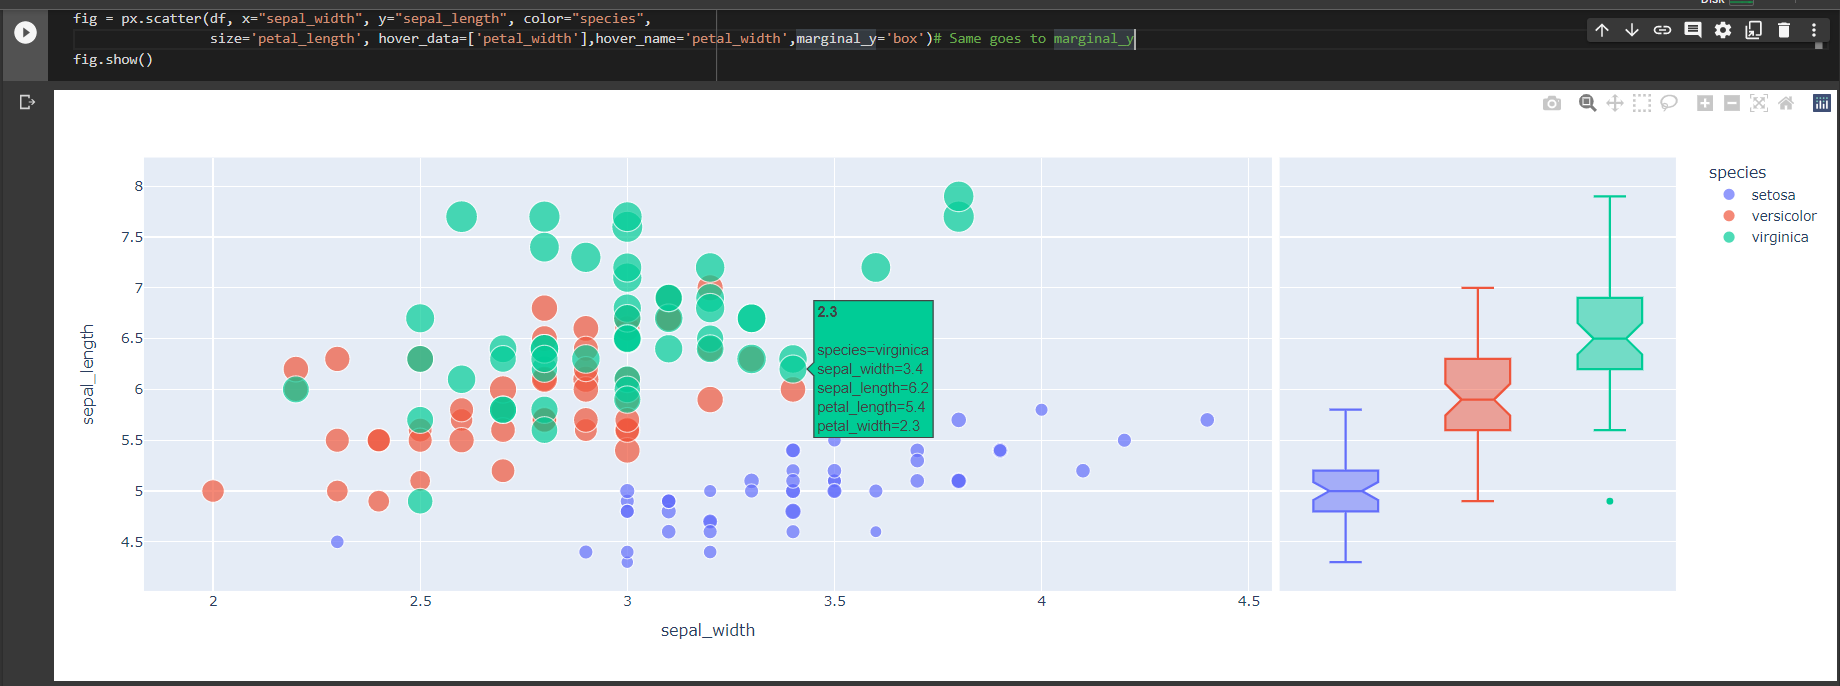 DISK
fig = px.scatter(df, x="sepal_width", y="sepal_length", color="species",
size='petal_length', hover_data=['petal_width'],hover_name='petal_width',marginal_y='box')# Same goes to marginal_y
fig.show()
species
setosa
versicolor
virginica
8
7.5
7
6.5
6
5.5
5
4.5
sepal_length
2.3
species=virginica
sepal_width=3.4
sepal_length=6.2
petal_length=5.4
petal_width=2.3
2
2.5
3
3.5
4
4.5
sepal_width